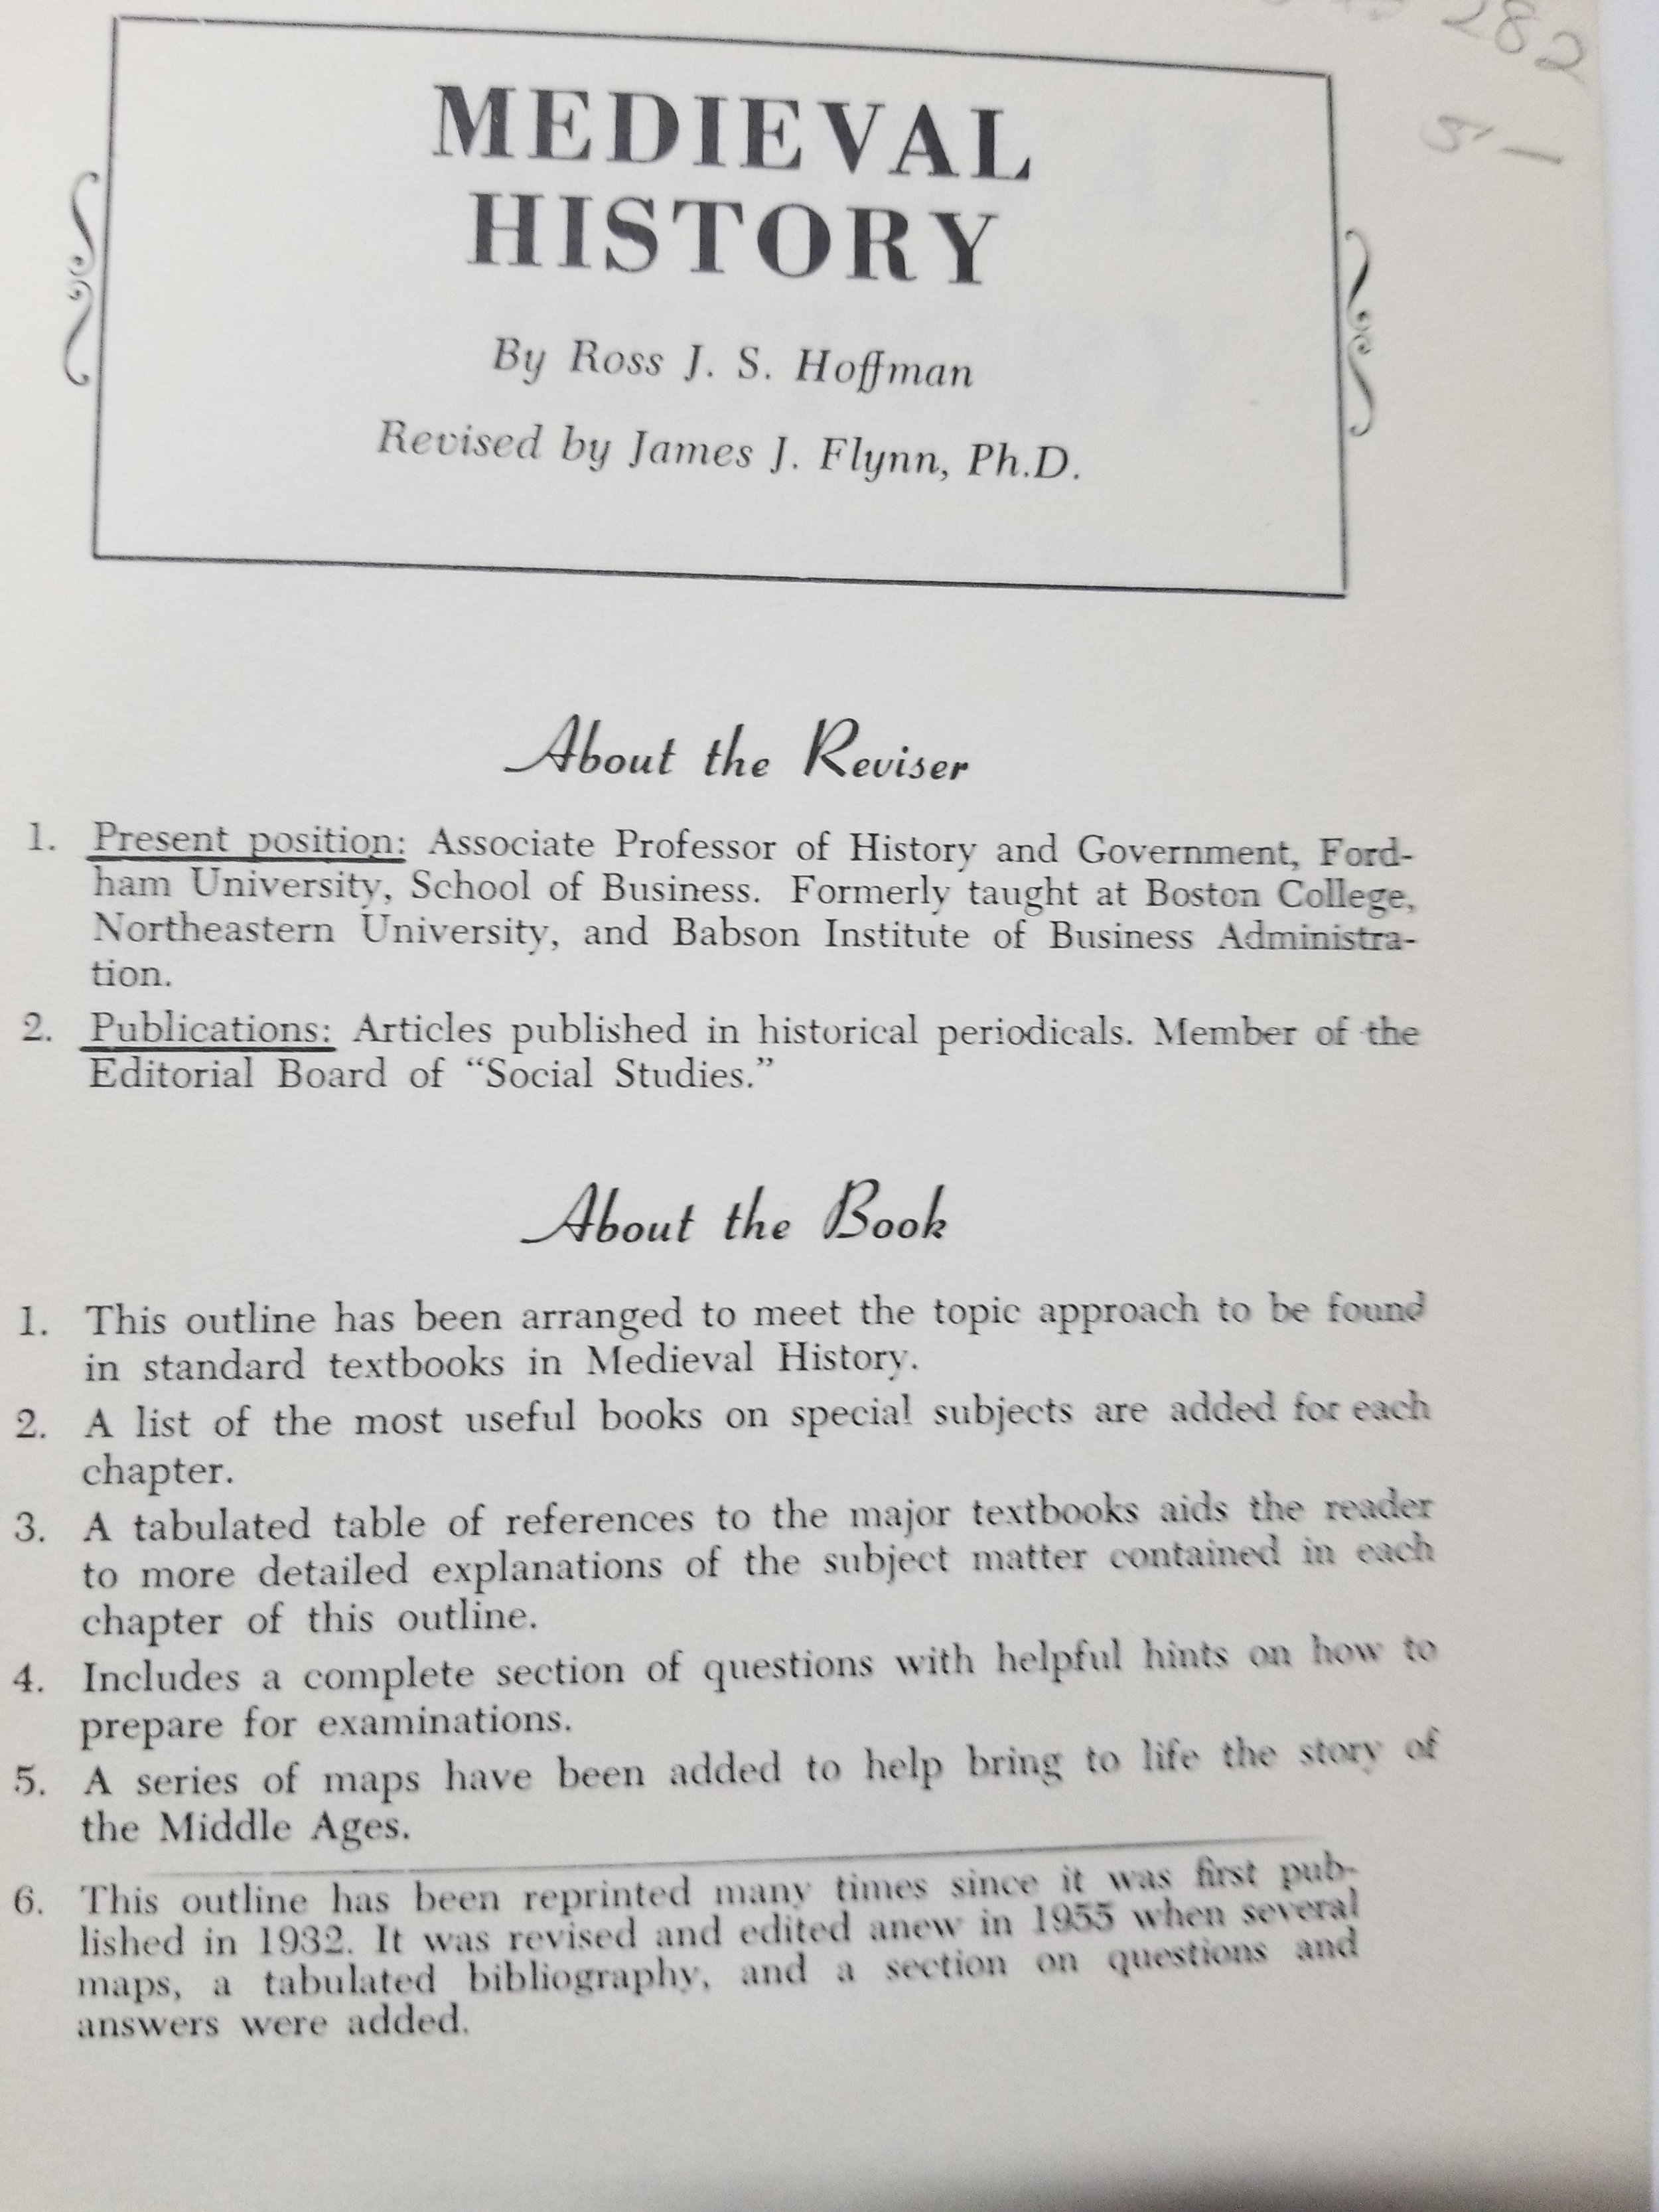 282
5-
MEDIEVAL
HISTORY
By Ross J. S. Hoffman
Revised by James J. Flynn, Ph.D.
About the Reviser
1. Present position: Associate Professor of History and Government, Ford-
ham University, School of Business. Formerly taught at Boston College,
Northeastern University, and Babson Institute of Business Administra-
tion.
2. Publications: Articles published in historical periodicals. Member of the
Editorial Board of “Social Studies.”
About the Book
1. This outline has been arranged to meet the topic approach to be found
in standard textbooks in Medieval History.
2. A list of the most useful books on special subjects are added for each
chapter.
3. A tabulated table of references to the major textbooks aids the reader
to more detailed explanations of the subject matter contained in each
chapter of this outline.
4. Includes a complete section of questions with helpful hints on how to
prepare for examinations.
5. A series of maps have been added to help bring to life the story of
the Middle Ages.
6. This outline has been reprinted many times since it was first pub-
lished in 1932. It was revised and edited anew in 1955 when several
maps, a tabulated bibliography, and a section on questions and
answers were added.